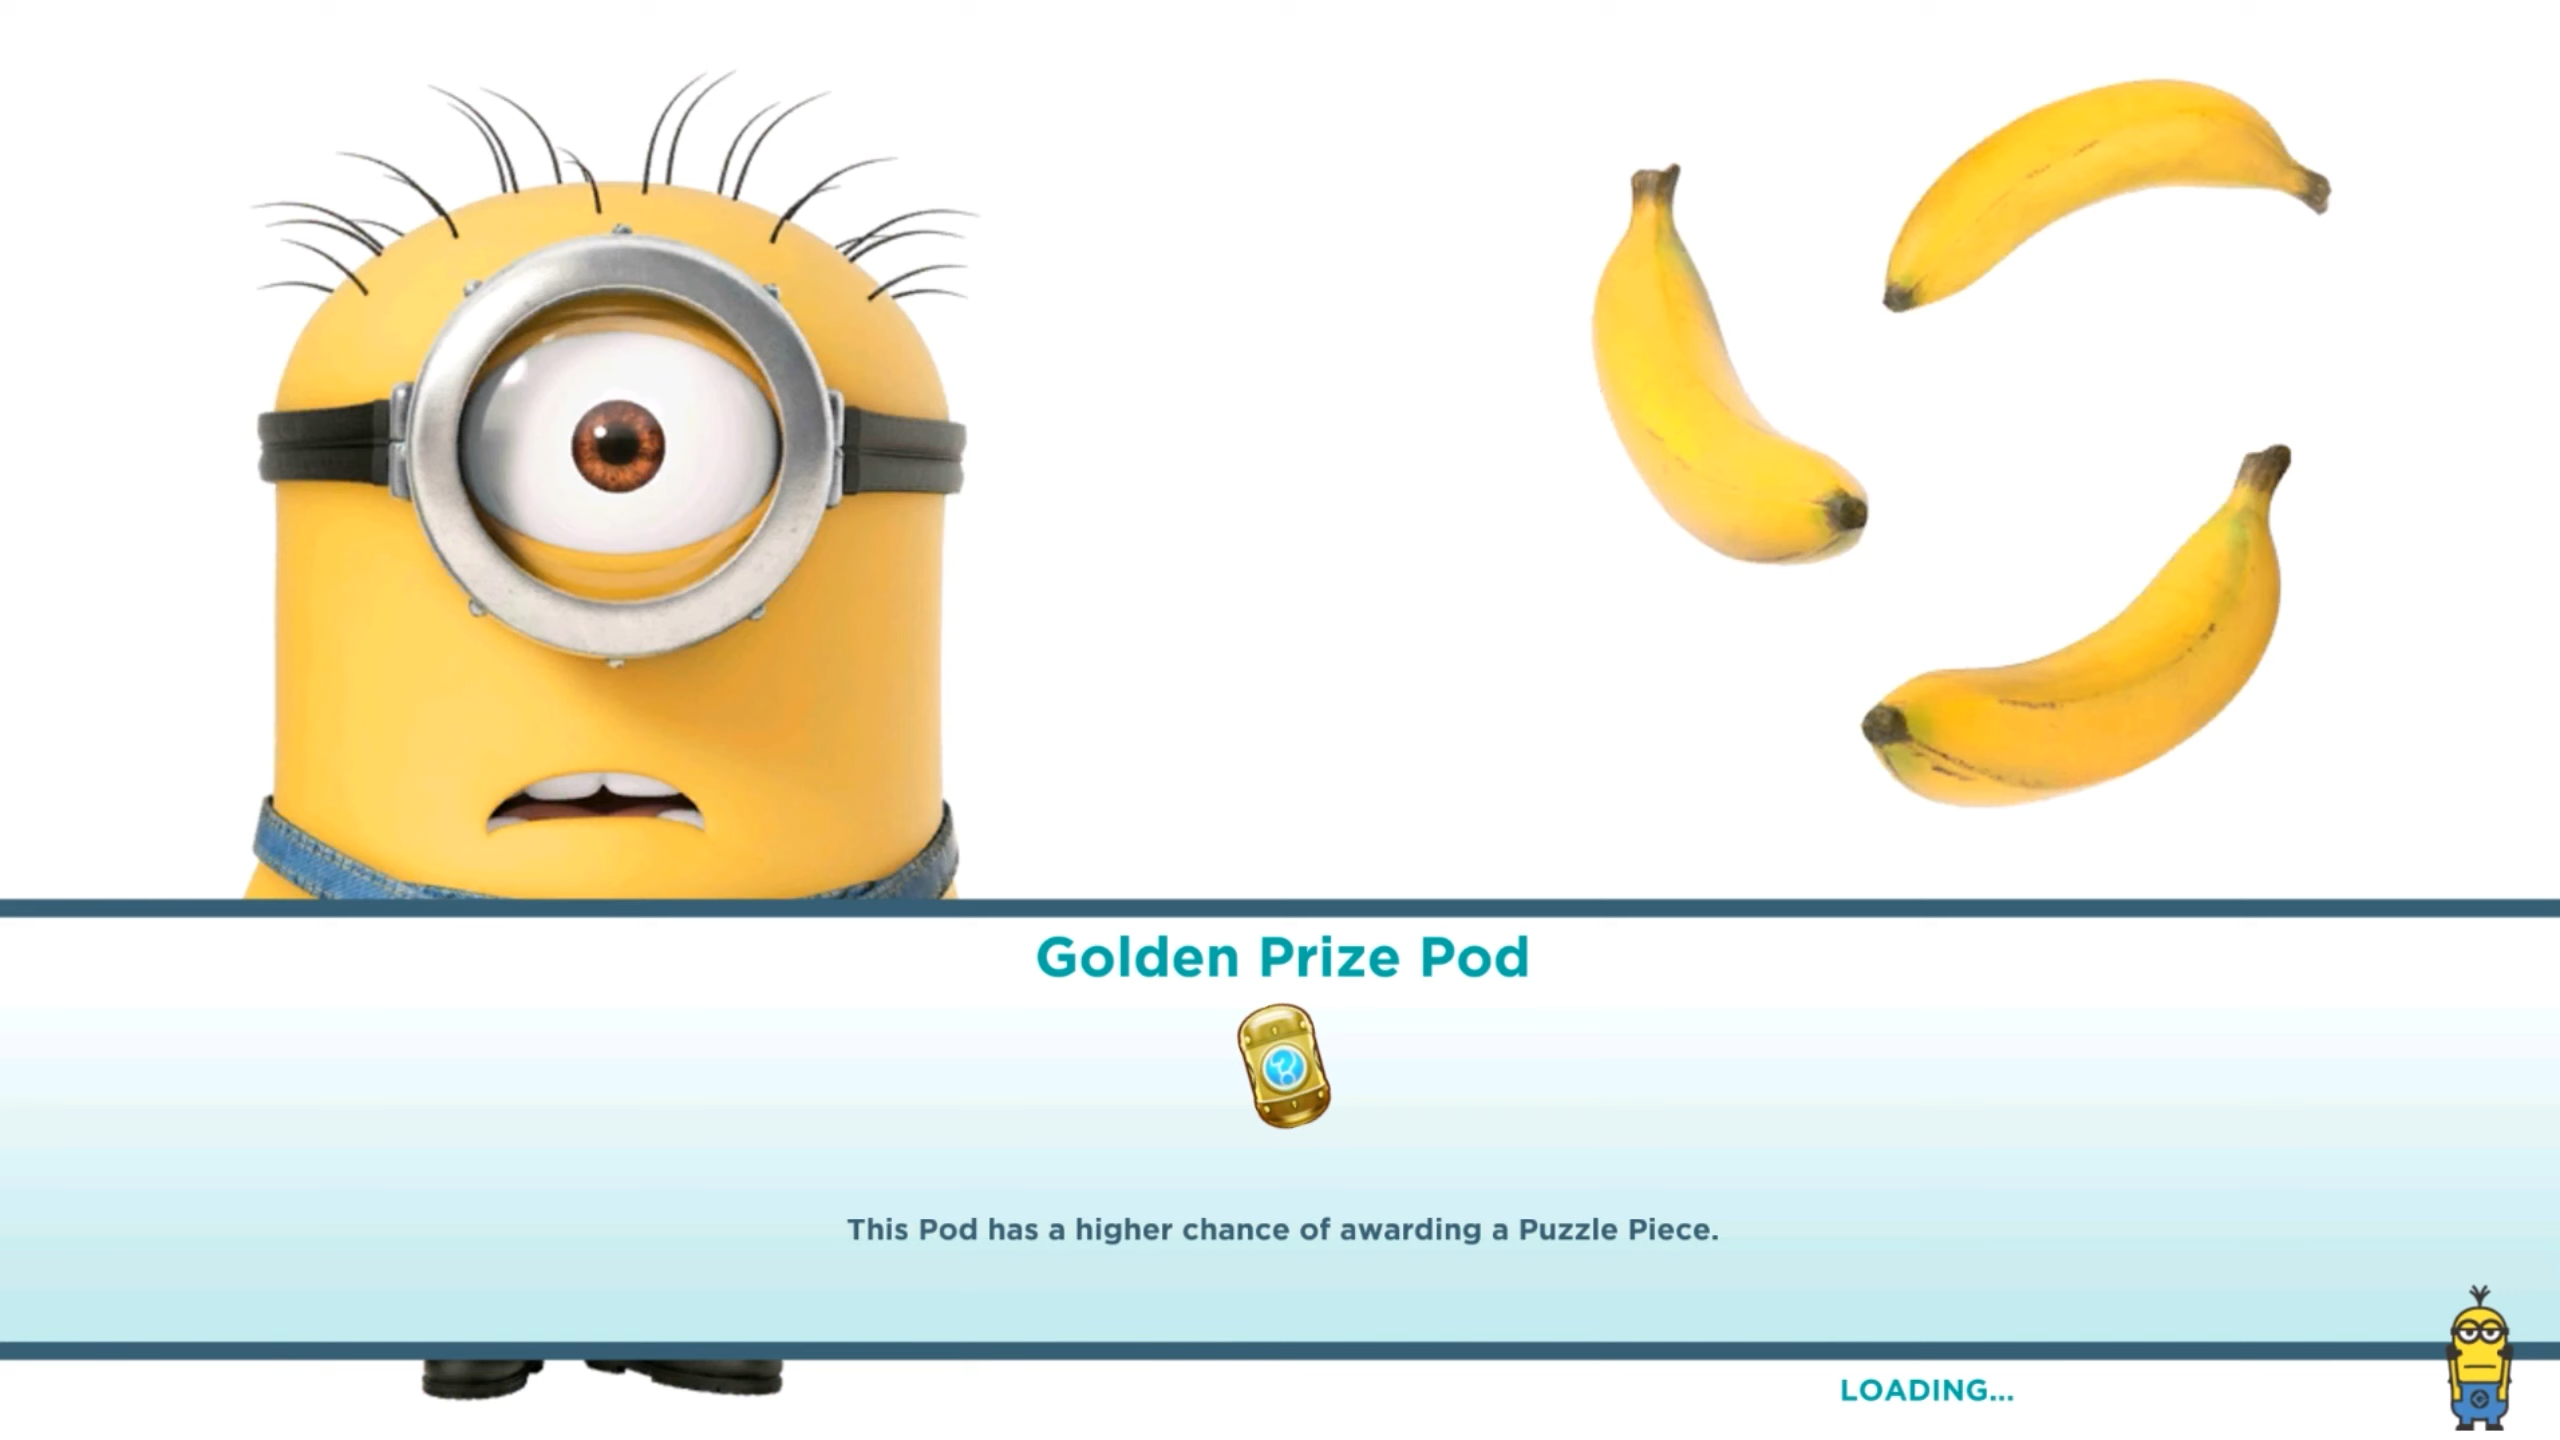 Golden Prize Pod
This Pod has a higher chance of awarding a Puzzle Piece.
LOADING...